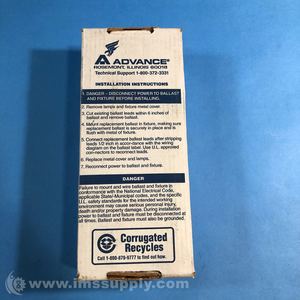 ADVANCE®
ROSEMONT, ILLINOIS 60018
Technical Support 1-800-372-3331
INSTALLATION INSTRUCTIONS
1. DANGER - DISCONNECT POWER TO BALLAST
AND FIXTURE BEFORE INSTALLING.
2. Remove lamps and fixture metal cover.
3. Cut existing ballast leads within 6 inches of
ballast and remove ballast.
4. Mount replacement ballast in fixture, making sure
replacement ballast is securely in place and is
flush with metal of fixture.
5. Connect replacement ballast leads after stripping
leads 1/2 inch in accordance with the wiring
diagram on the ballast label. Use U.L. approved
connectors to reconnect leads.
6. Replace metal cover and lamps.
7. Reconnect power to ballast and fixture.
DANGER
Failure to mount and wire ballast and fixture in
conformance with the National Electrical Code,
applicable State/Municipal codes, and the specific
U.L. safety standards for the intended working
environment may cause serious personal injury,
death and/or property damage. During installation
power to ballast and fixture must be disconnected at
all times. Ballast and fixture must also be grounded.
Corrugated
Recycles
Call 1-800-879-9777 to find out how.
© www.imssupply.com